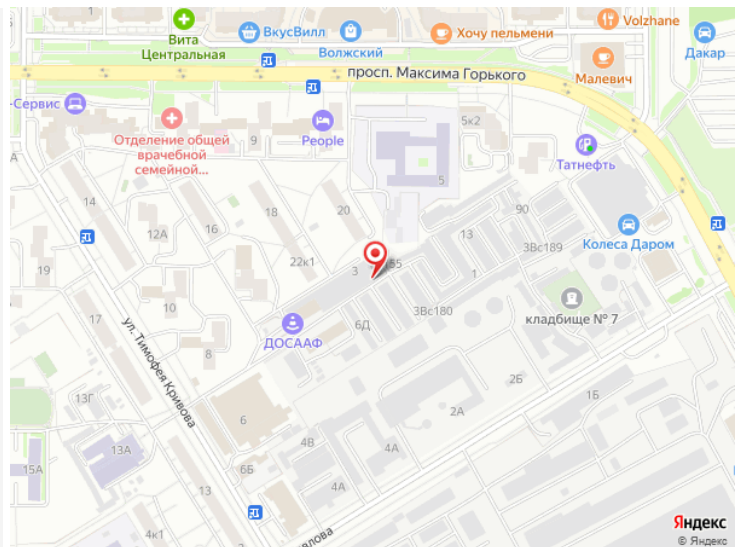 1
Вита
Центральная
ВкусВилл
Волжский
Хочу пельмени
Volzhane
Малевич
Дакар
просп. Максима Горького
-Сервис
Отделение общей
врачебной
семейной...
9
People
5к2
5
Татнефть
14
12А
16
18
20
22к1
90
13
3Вс189
Колеса Даром
19
10
3
55
1
3Вс180
кладбище № 7
17
8
ДОСААФ
6Д
ул. Тимофея Кривова
13Г
6
2Б
2А
1Б
13А
15А
4В
4А
4А
6Б
13
4к1
Яндекс
© Яндекс